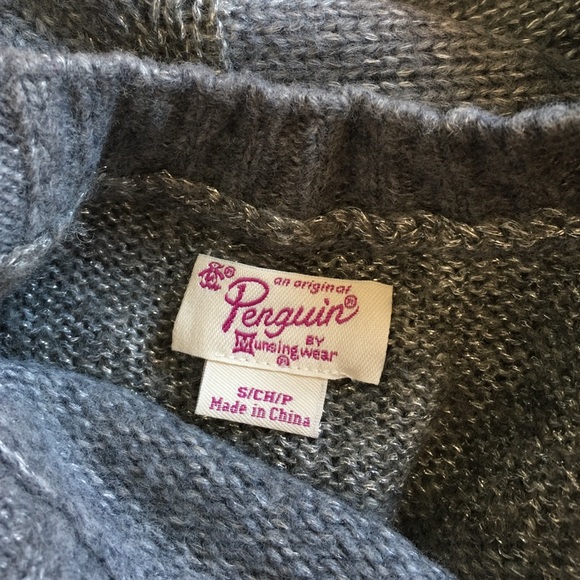 an original
Penguin®
BY
Munsingwear
®
S/CH/P
Made in China